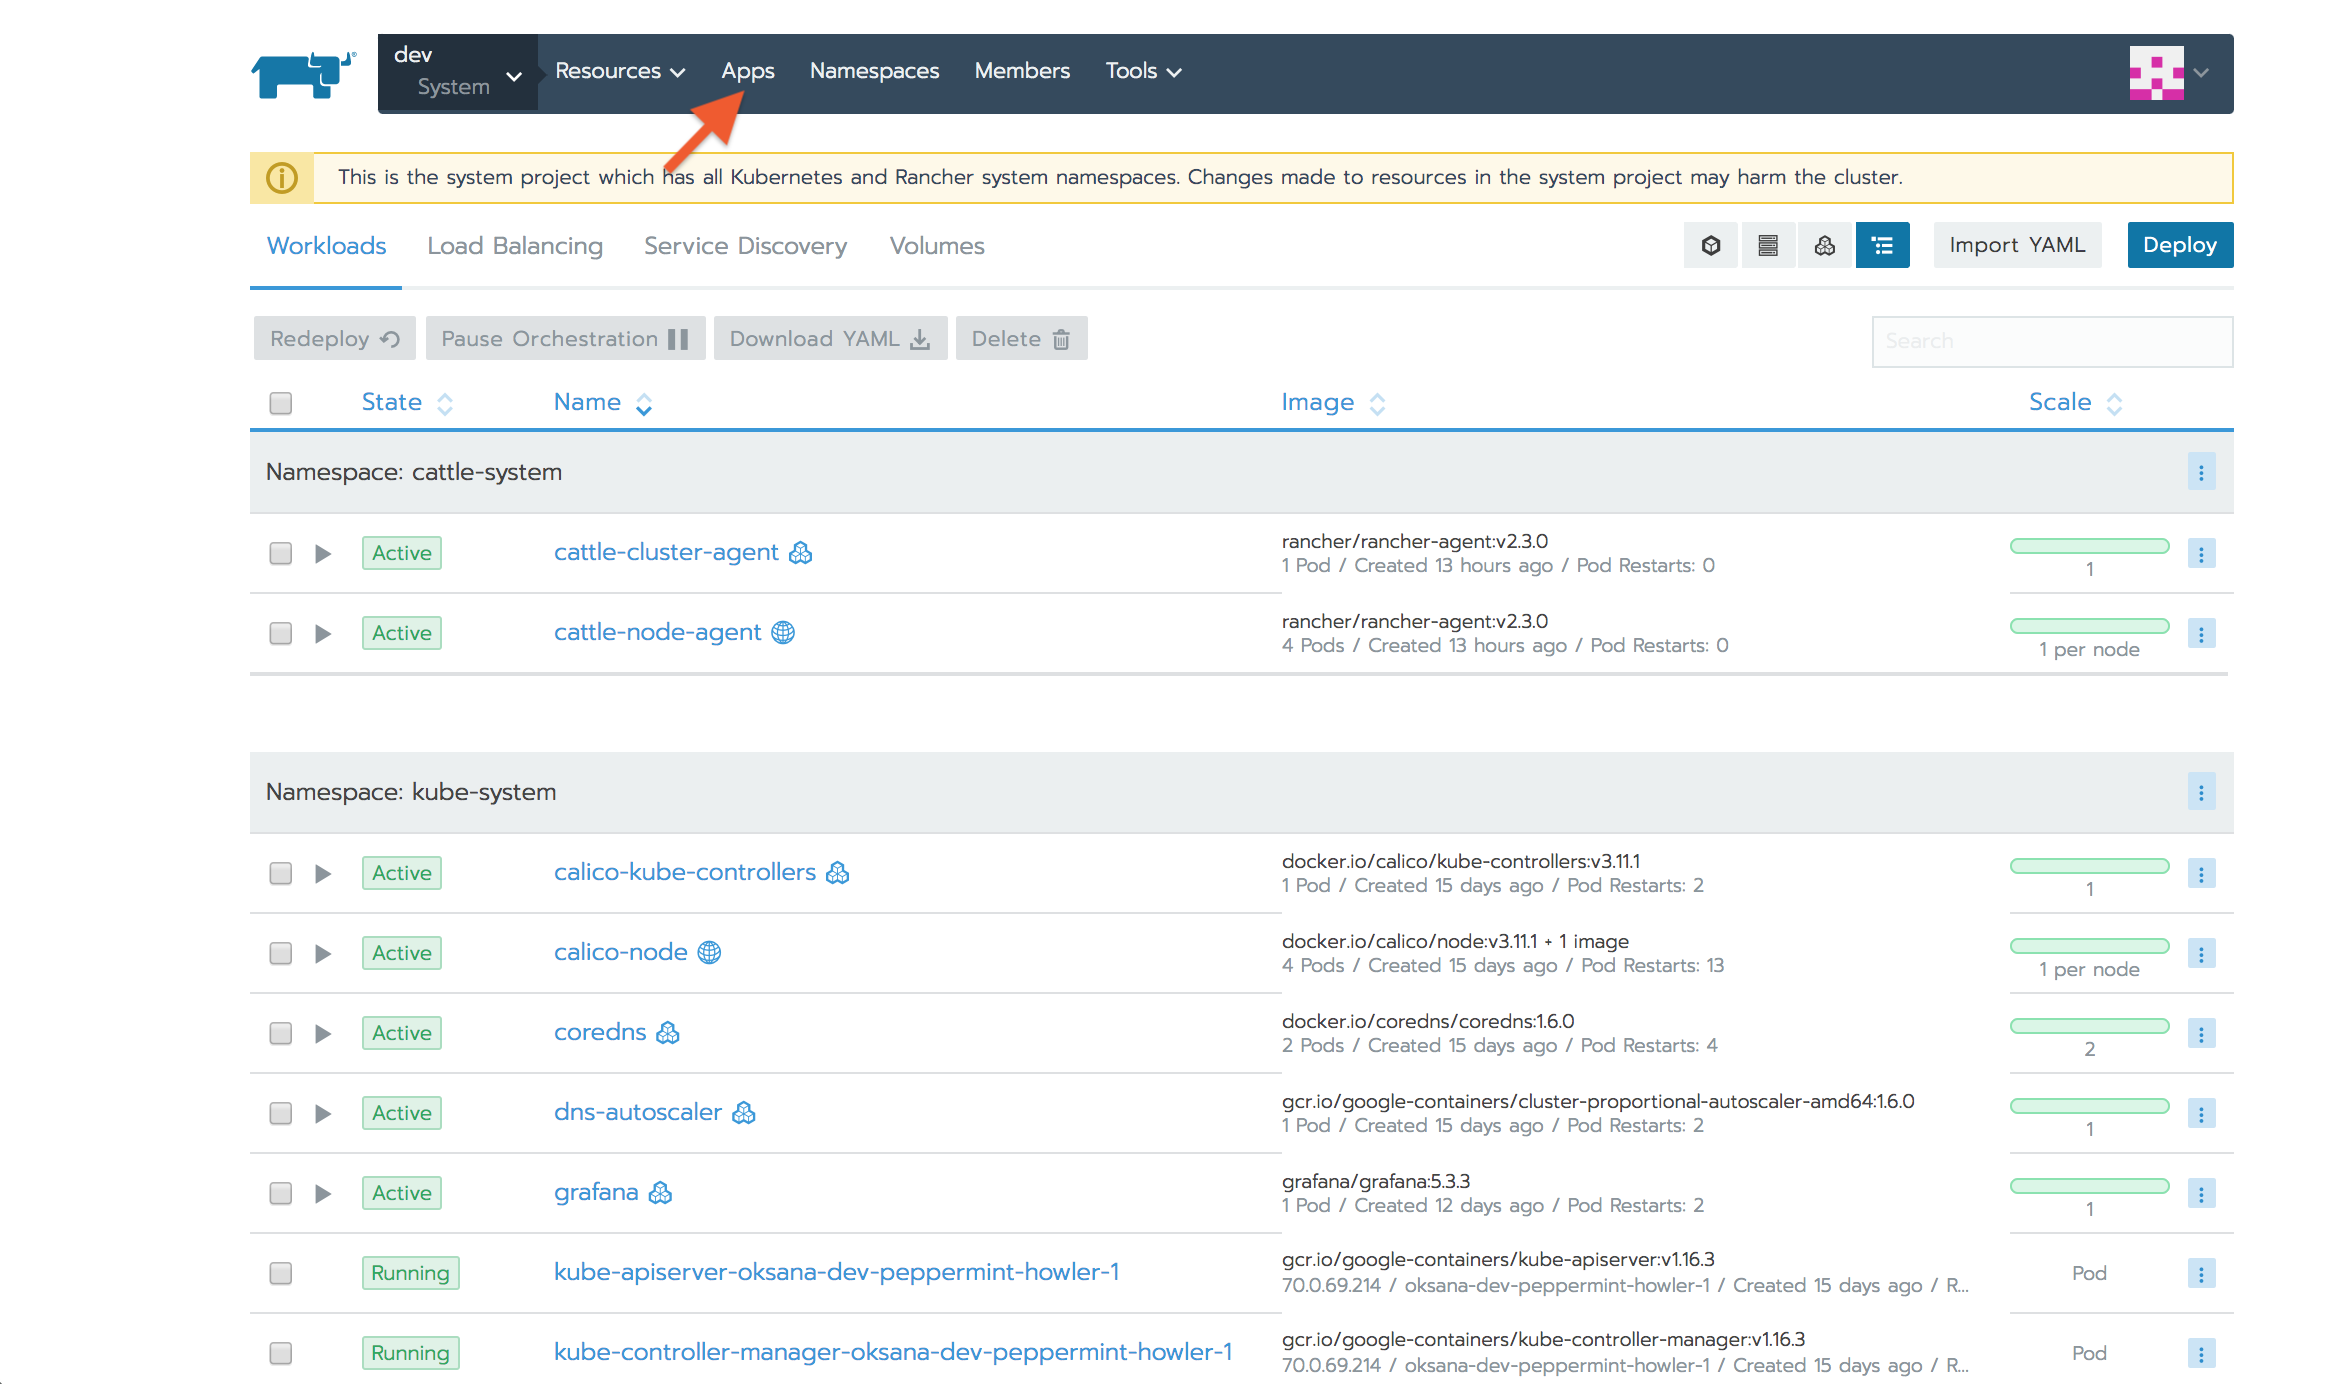 dev
System
Resources
Apps
Namespaces
Members
Tools
This is the system project which has all Kubernetes and Rancher system namespaces. Changes made to resources in the system project may harm the cluster.
Workloads
Load Balancing
Service Discovery
Volumes
Import YAML
Deploy
Redeploy
Pause Orchestration
Download YAML
Delete
Search
State
Name
Image
Scale
Namespace: cattle-system
Active
cattle-cluster-agent
rancher/rancher-agent:v2.3.0
1 Pod / Created 13 hours ago / Pod Restarts: 0
1
Active
cattle-node-agent
rancher/rancher-agent:v2.3.0
4 Pods / Created 13 hours ago / Pod Restarts: 0
1 per node
Namespace: kube-system
Active
calico-kube-controllers
docker.io/calico/kube-controllers:v3.11.1
1 Pod / Created 15 days ago / Pod Restarts: 2
1
Active
calico-node
docker.io/calico/node:v3.11.1 + 1 image
4 Pods / Created 15 days ago / Pod Restarts: 13
1 per node
Active
coredns
docker.io/coredns/coredns:1.6.0
2 Pods / Created 15 days ago / Pod Restarts: 4
2
Active
dns-autoscaler
gcr.io/google-containers/cluster-proportional-autoscaler-amd64:1.6.0
1 Pod / Created 15 days ago / Pod Restarts: 2
1
Active
grafana
grafana/grafana:5.3.3
1 Pod / Created 12 days ago / Pod Restarts: 2
1
Running
kube-apiserver-oksana-dev-peppermint-howler-1
gcr.io/google-containers/kube-apiserver:v1.16.3
70.0.69.214 / oksana-dev-peppermint-howler-1 / Created 15 days ago / R...
Pod
Running
kube-controller-manager-oksana-dev-peppermint-howler-1
gcr.io/google-containers/kube-controller-manager:v1.16.3
70.0.69.214 / oksana-dev-peppermint-howler-1 / Created 15 days ago / R...
Pod